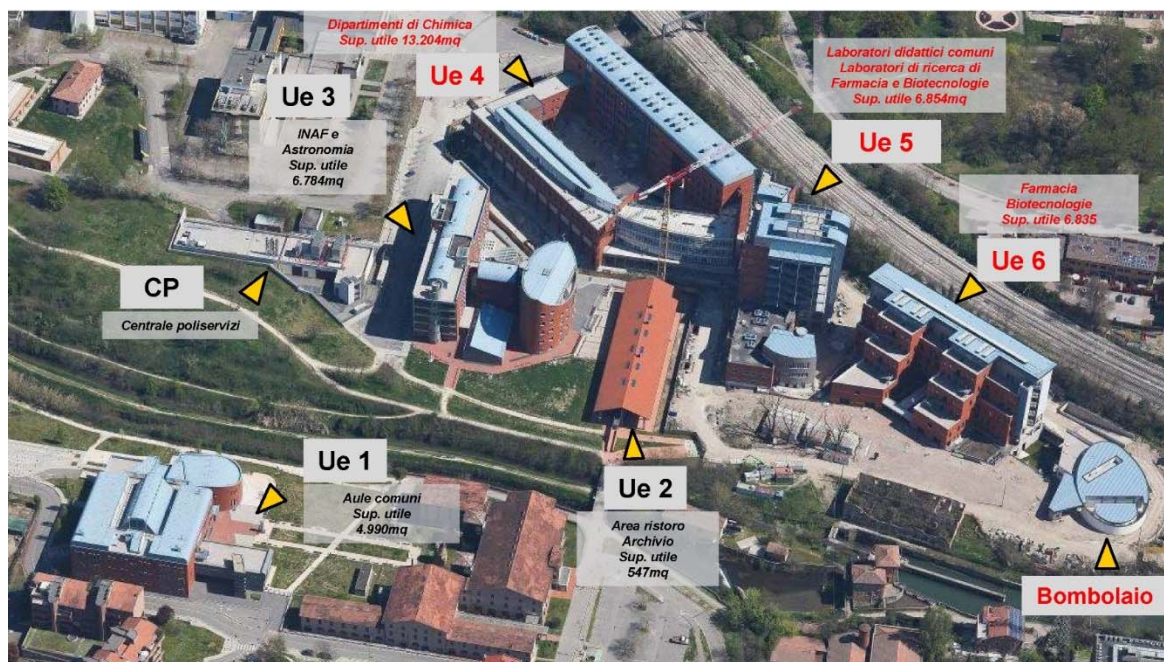 Dipartimenti di Chimica
Sup. utile 13.204mq
Ue 4
Ue 3
INAF e
Astronomia
Sup. utile
6.784mq
Laboratori didattici comuni
Laboratori di ricerca di
Farmacia e Biotecnologie
Sup. utile 6.854mq
Ue 5
Farmacia
Biotecnologie
Sup. utile 6.835
Ue 6
CP
Centrale poliservizi
Ue 1
Aule comuni
Sup. utile
4.990mq
Ue 2
Area ristoro
Archivio
Sup. utile
547mq
Bombolaio